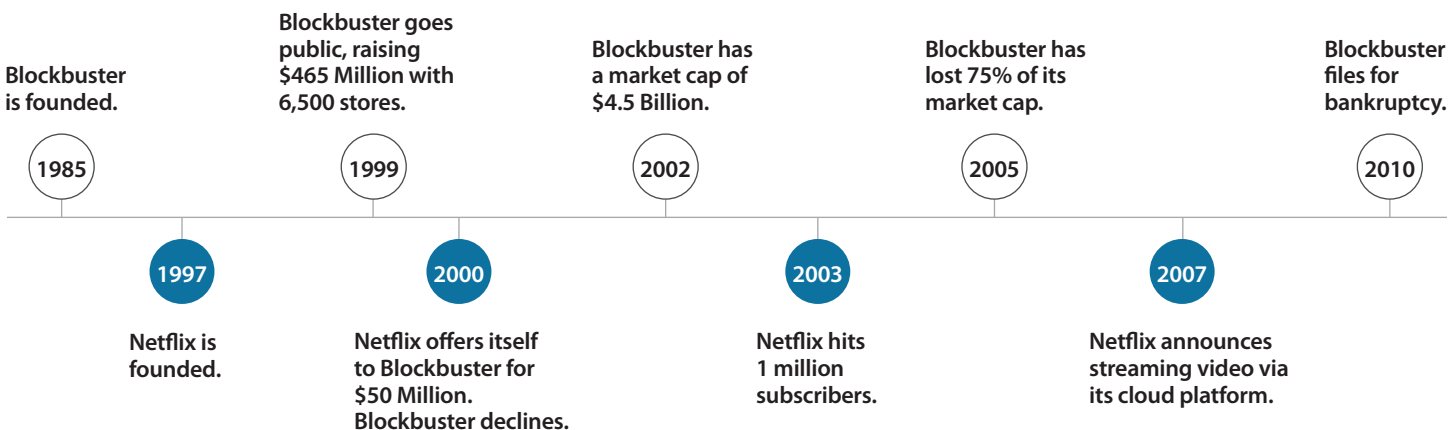 Blockbuster
is founded.
1985
Blockbuster goes
public, raising
$465 Million with
6,500 stores.
1999
Blockbuster has
a market cap of
$4.5 Billion.
2002
Blockbuster has
lost 75% of its
market cap.
2005
Blockbuster
files for
bankruptcy.
2010
1997
Netflix is
founded.
2000
Netflix offers itself
to Blockbuster for
$50 Million.
Blockbuster declines.
2003
Netflix hits
1 million
subscribers.
2007
Netflix announces
streaming video via
its cloud platform.